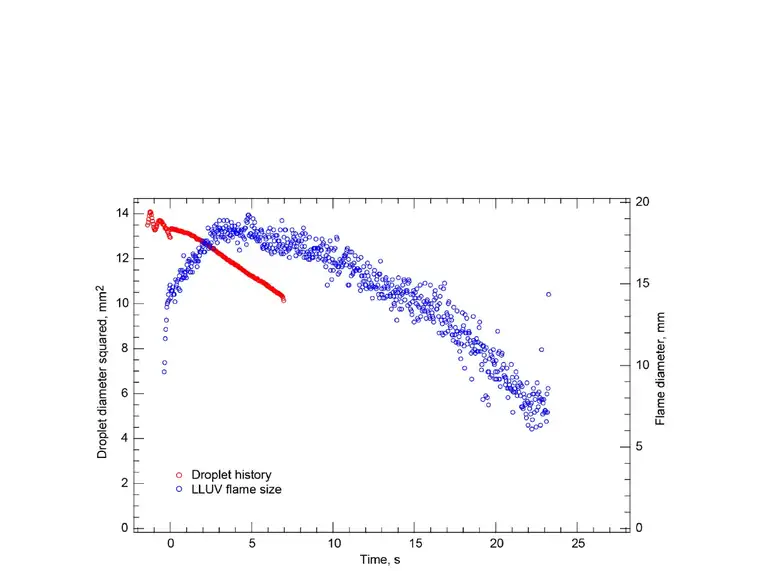 14
12
10
8
6
4
2
0
Droplet diameter squared, mm2
20
15
10
5
0
Flame diameter, mm
Droplet history
LLUV flame size
0 5 10 15 20 25
Time, s